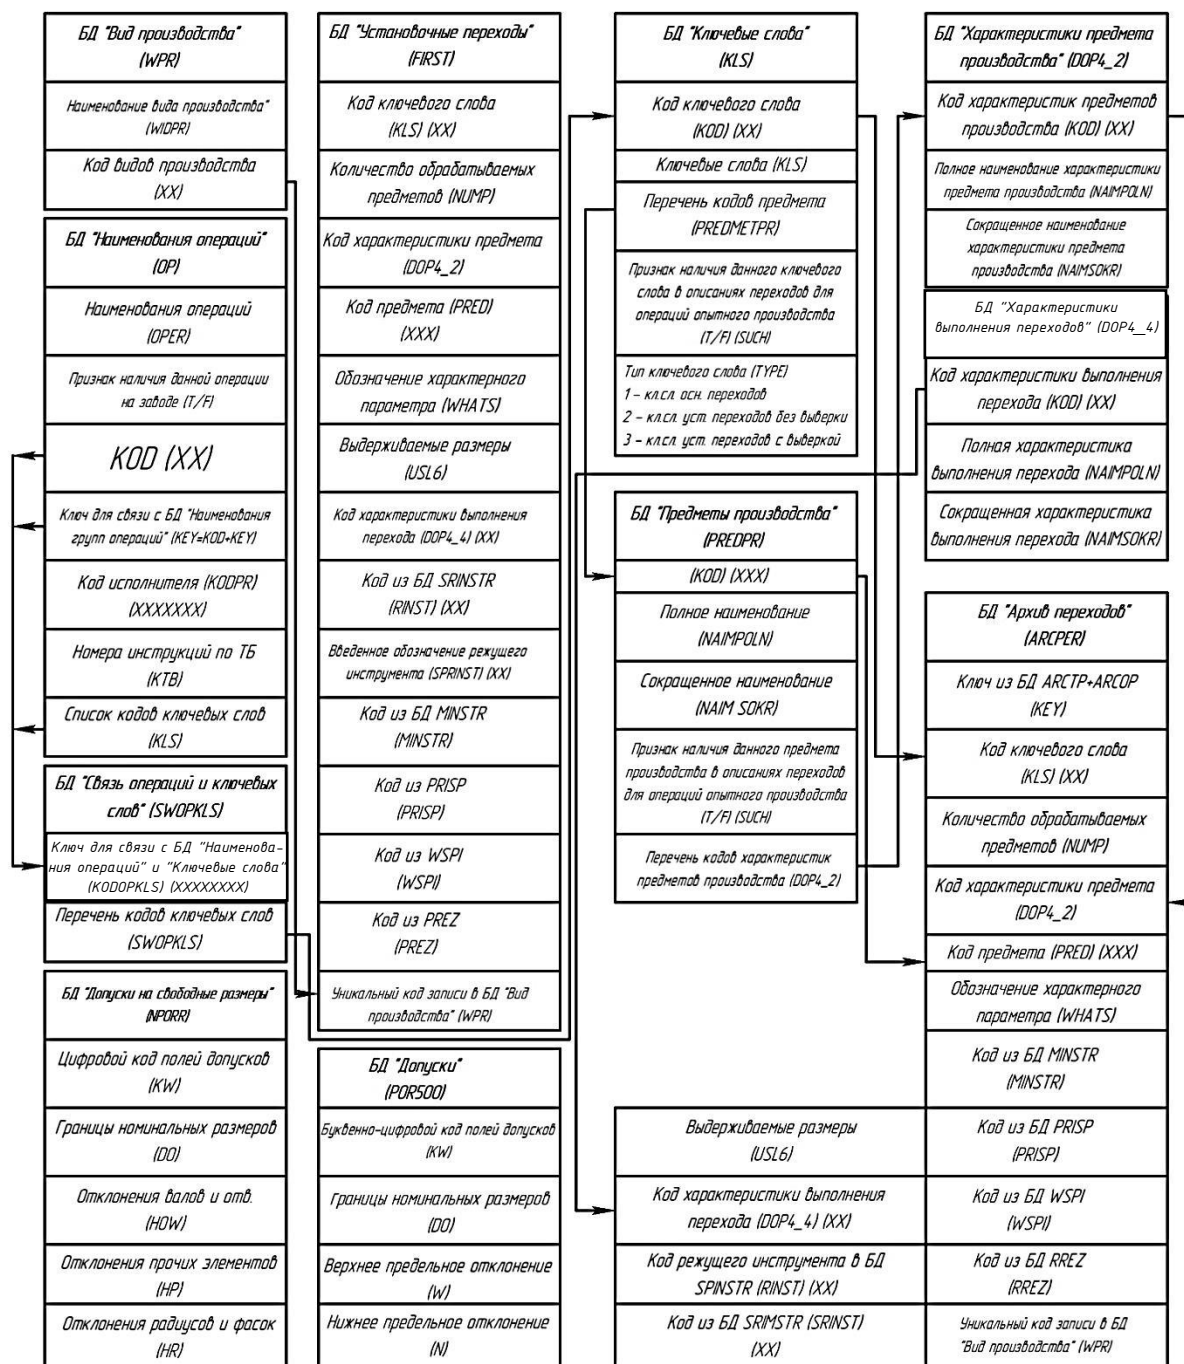 БД "Вид производства"
(WPR)
Наименование вида производства"
(WIDPR)
Код видов производства
(XX)
БД "Наименования операций"
(OP)
Наименования операций
(OPER)
Признак наличия данной операции
на заводе (T/F)
KOD (XX)
Ключ для связи с БД "Наименования
групп операций" (KEY=KOD+KEY)
Код исполнителя (KODPR)
(XXXXXXX)
Номера инструкций по ТБ
(KTB)
Список кодов ключевых слов
(KLS)
БД "Связь операций и ключевых
слов" (SWOPKLS)
Ключ для связи с БД "Наименова-
ния операций" и "Ключевые слова"
(KODOPKLS) (XXXXXXXX)
Перечень кодов ключевых слов
(SWOPKLS)
БД "Допуски на свободные размеры"
(NPORR)
Цифровой код полей допусков
(KW)
Границы номинальных размеров
(DO)
Отклонения валов и отв.
(HOW)
Отклонения прочих элементов
(HP)
Отклонения радиусов и фасок
(HR)
БД "Установочные переходы"
(FIRST)
Код ключевого слова
(KLS) (XX)
Количество обрабатываемых
предметов (NUMP)
Код характеристики предмета
(DOP4_2)
Код предмета (PRED)
(XXX)
Обозначение характерного
параметра (WHATS)
Выдерживаемые размеры
(USL6)
Код характеристики выполнения
перехода (DOP4_4) (XX)
Код из БД SRINSTR
(RINST) (XX)
Введенное обозначение режущего
инструмента (SPRINST) (XX)
Код из БД MINSTR
(MINSTR)
Код из PRISP
(PRISP)
Код из WSPI
(WSPI)
Код из PREZ
(PREZ)
Уникальный код записи в БД "Вид
производства" (WPR)
БД "Допуски"
(POR500)
Буквенно-цифровой код полей допусков
(KW)
Границы номинальных размеров
(DO)
Верхнее предельное отклонение
(W)
Нижнее предельное отклонение
(N)
БД "Ключевые слова"
(KLS)
Код ключевого слова
(KOD) (XX)
Ключевые слова (KLS)
Перечень кодов предмета
(PREDMETPR)
Признак наличия данного ключевого
слова в описаниях переходов для
операций опытного производства
(T/F) (SUCH)
Тип ключевого слова (TYPE)
1 - кл.сл. осн. переходов
2 - кл.сл. уст. переходов без выверки
3 - кл.сл. уст. переходов с выверкой
БД "Предметы производства"
(PREDPR)
(KOD) (XXX)
Полное наименование
(NAIMPOLN)
Сокращенное наименование
(NAIM SOKR)
Признак наличия данного предмета
производства в описаниях переходов
для операций опытного производства
(T/F) (SUCH)
Перечень кодов характеристик
предметов производства (DOP4_2)
Выдерживаемые размеры
(USL6)
Код характеристики выполнения
перехода (DOP4_4) (XX)
Код режущего инструмента в БД
SPINSTR (RINST) (XX)
Код из БД SRIMSTR (SRINST)
(XX)
БД "Характеристики предмета
производства" (DOP4_2)
Код характеристик предметов
производства (KOD) (XX)
Полное наименование характеристики
предмета производства (NAIMPOLN)
Сокращенное наименование
характеристики предмета
производства (NAIMSOKR)
БД "Характеристики
выполнения переходов" (DOP4_4)
Код характеристики выполнения
перехода (KOD) (XX)
Полная характеристика
выполнения перехода (NAIMPOLN)
Сокращенная характеристика
выполнения перехода (NAIMSOKR)
БД "Архив переходов"
(ARCPER)
Ключ из БД ARCTP+ARCOP
(KEY)
Код ключевого слова
(KLS) (XX)
Количество обрабатываемых
предметов (NUMP)
Код характеристики предмета
(DOP4_2)
Код предмета (PRED) (XXX)
Обозначение характерного
параметра (WHATS)
Код из БД MINSTR
(MINSTR)
Код из БД PRISP
(PRISP)
Код из БД WSPI
(WSPI)
Код из БД RREZ
(RREZ)
Уникальный код записи в БД
"Вид производства" (WPR)